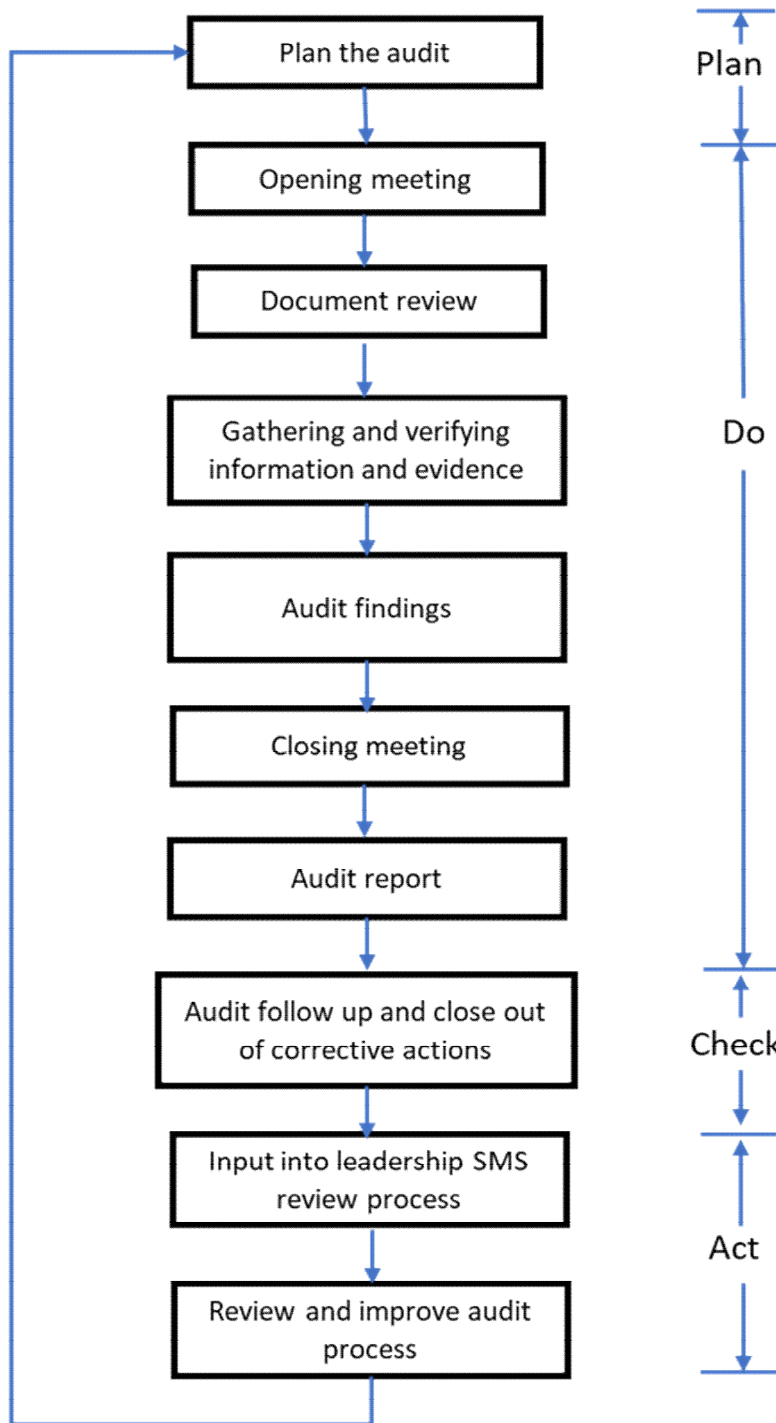 Plan the audit
Plan
Opening meeting
Document review
Gathering and verifying
information and evidence
Do
Audit findings
Closing meeting
Audit report
Audit follow up and close out
of corrective actions
Check
Input into leadership SMS
review process
Act
Review and improve audit
process